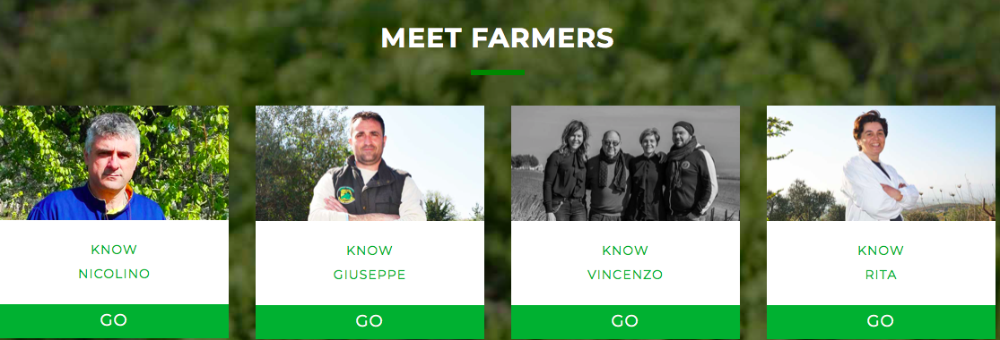 MEET FARMERS
KNOW
NICOLINO
GO
KNOW
GIUSEPPE
GO
KNOW
VINCENZO
GO
KNOW
RITA
GO